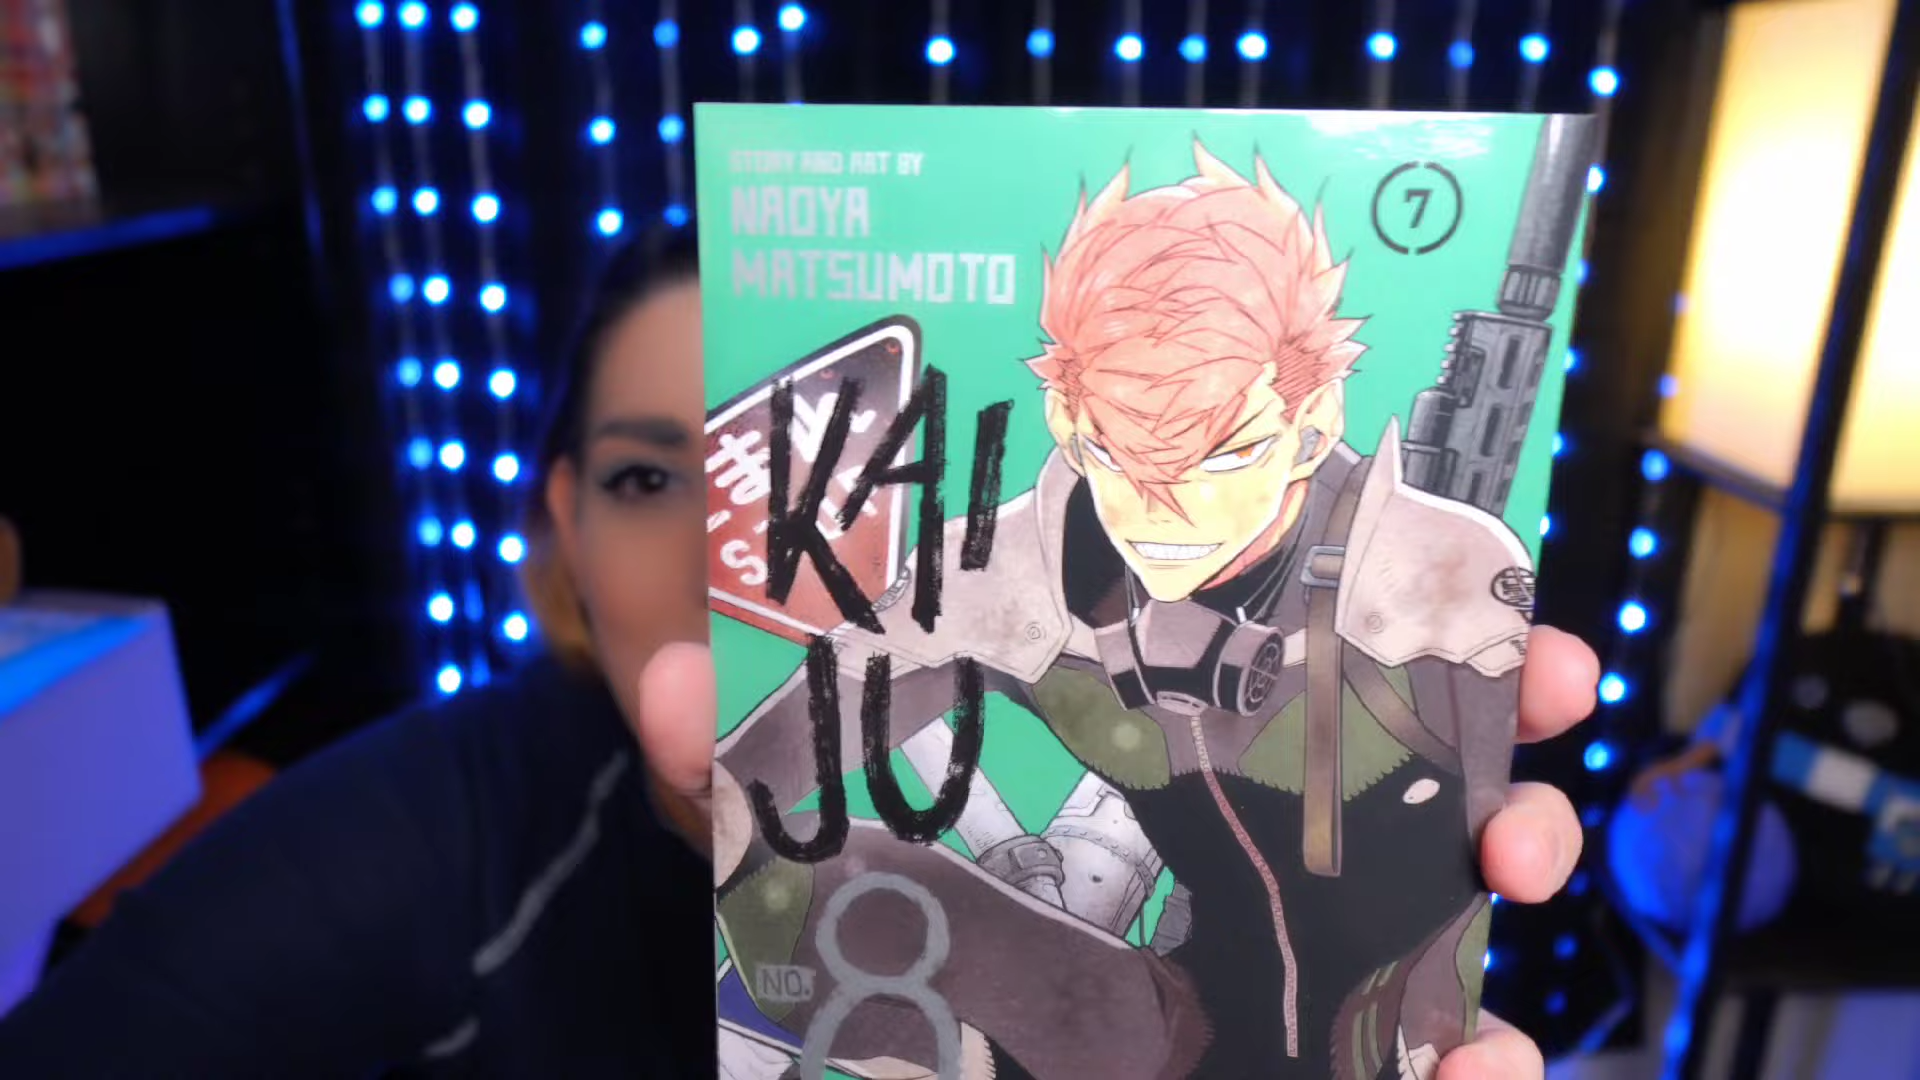 STORY AND ART BY
NAOYA
MATSUMOTO
7
KAI
JU
NO.
8